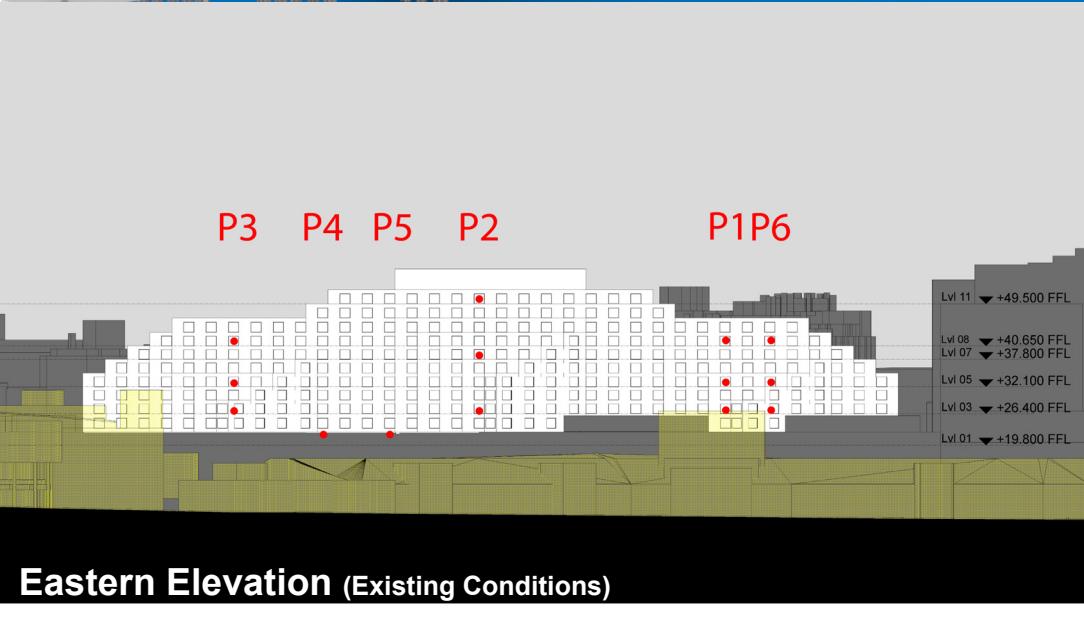 P3 P4 P5 P2 P1 P6
Lvl 11 +49.500 FFL
Lvl 08 +40.650 FFL
Lvl 07 +37.800 FFL
Lvl 05 +32.100 FFL
Lvl 03 +26.400 FFL
Lvl 01 +19.800 FFL
Eastern Elevation (Existing Conditions)